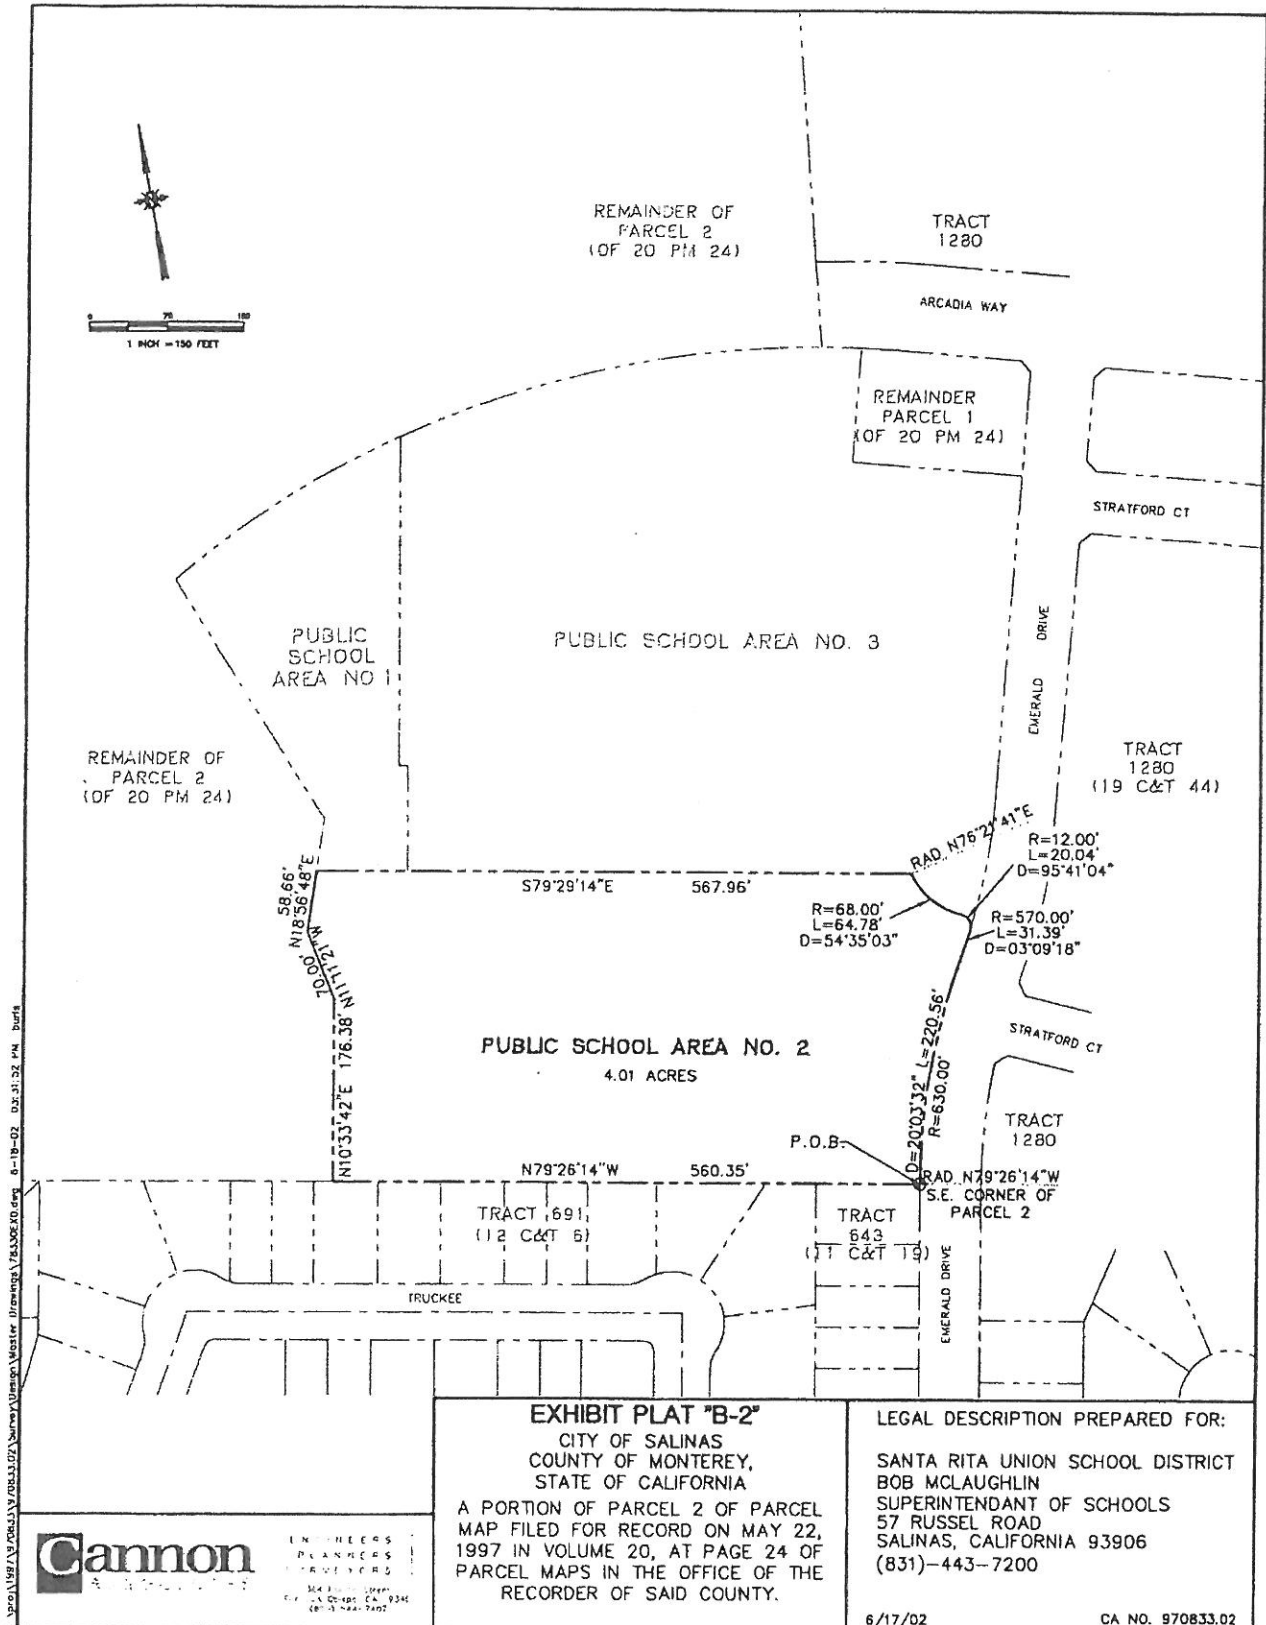 REMAINDER OF
PARCEL 2
(OF 20 PM 24)
TRACT
1280
ARCADIA WAY
1 INCH = 150 FEET
REMAINDER
PARCEL 1
(OF 20 PM 24)
STRATFORD CT
PUBLIC
SCHOOL
AREA NO 1
PUBLIC SCHOOL AREA NO. 3
EMERALD DRIVE
REMAINDER OF
PARCEL 2
(OF 20 PM 24)
TRACT
1280
(19 C&T 44)
RAD N76°21'41"E
R=12.00'
L=20.04'
D=95°41'04"
58.66'
N18°56'48"E
S79°29'14"E 567.96'
R=68.00'
L=64.78'
D=54°35'03"
R=570.00'
L=31.39'
D=03°09'18"
70.00' N11°11'21"W
N10°33'42"E 176.38'
PUBLIC SCHOOL AREA NO. 2
4.01 ACRES
D=20°03'32" L=220.56'
R=630.00'
STRATFORD CT
TRACT
1280
P.O.B.
N79°26'14"W 560.35'
RAD N79°26'14"W
S.E. CORNER OF
PARCEL 2
TRACT 691
(12 C&T 6)
TRACT
643
(11 C&T 19)
TRUCKEE
EMERALD DRIVE
EXHIBIT PLAT "B-2"
CITY OF SALINAS
COUNTY OF MONTEREY,
STATE OF CALIFORNIA
A PORTION OF PARCEL 2 OF PARCEL
MAP FILED FOR RECORD ON MAY 22,
1997 IN VOLUME 20, AT PAGE 24 OF
PARCEL MAPS IN THE OFFICE OF THE
RECORDER OF SAID COUNTY.
LEGAL DESCRIPTION PREPARED FOR:
SANTA RITA UNION SCHOOL DISTRICT
BOB MCLAUGHLIN
SUPERINTENDANT OF SCHOOLS
57 RUSSEL ROAD
SALINAS, CALIFORNIA 93906
(831)-443-7200
6/17/02 CA NO. 970833.02
Cannon
ENGINEERS
PLANNERS
SURVEYORS